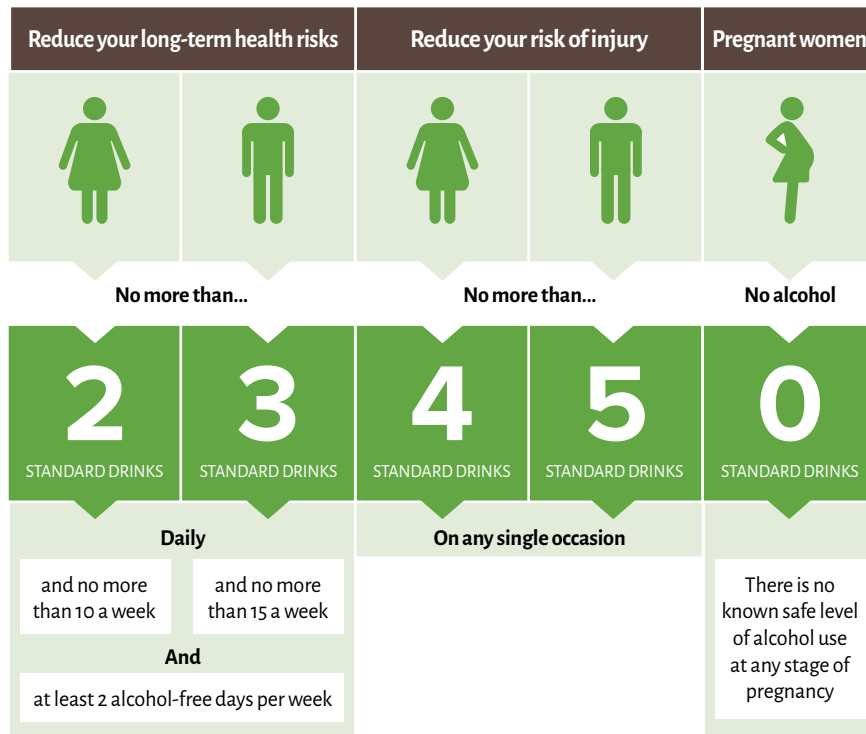 Reduce your long-term health risks
Reduce your risk of injury
Pregnant women
No more than...
No more than...
No alcohol
2
STANDARD DRINKS
3
STANDARD DRINKS
4
STANDARD DRINKS
5
STANDARD DRINKS
0
STANDARD DRINKS
Daily
and no more
than 10 a week
and no more
than 15 a week
And
at least 2 alcohol-free days per week
On any single occasion
There is no
known safe level
of alcohol use
at any stage of
pregnancy